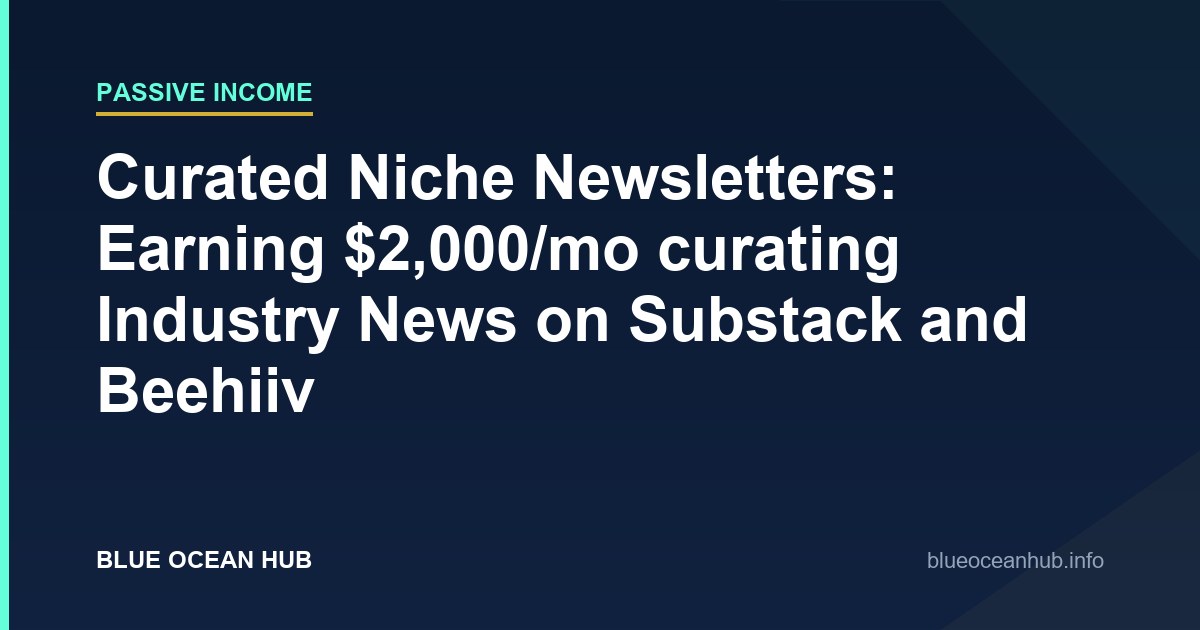 PASSIVE INCOME
Curated Niche Newsletters:
Earning $2,000/mo curating
Industry News on Substack and
Beehiiv
BLUE OCEAN HUB
blueoceanhub.info